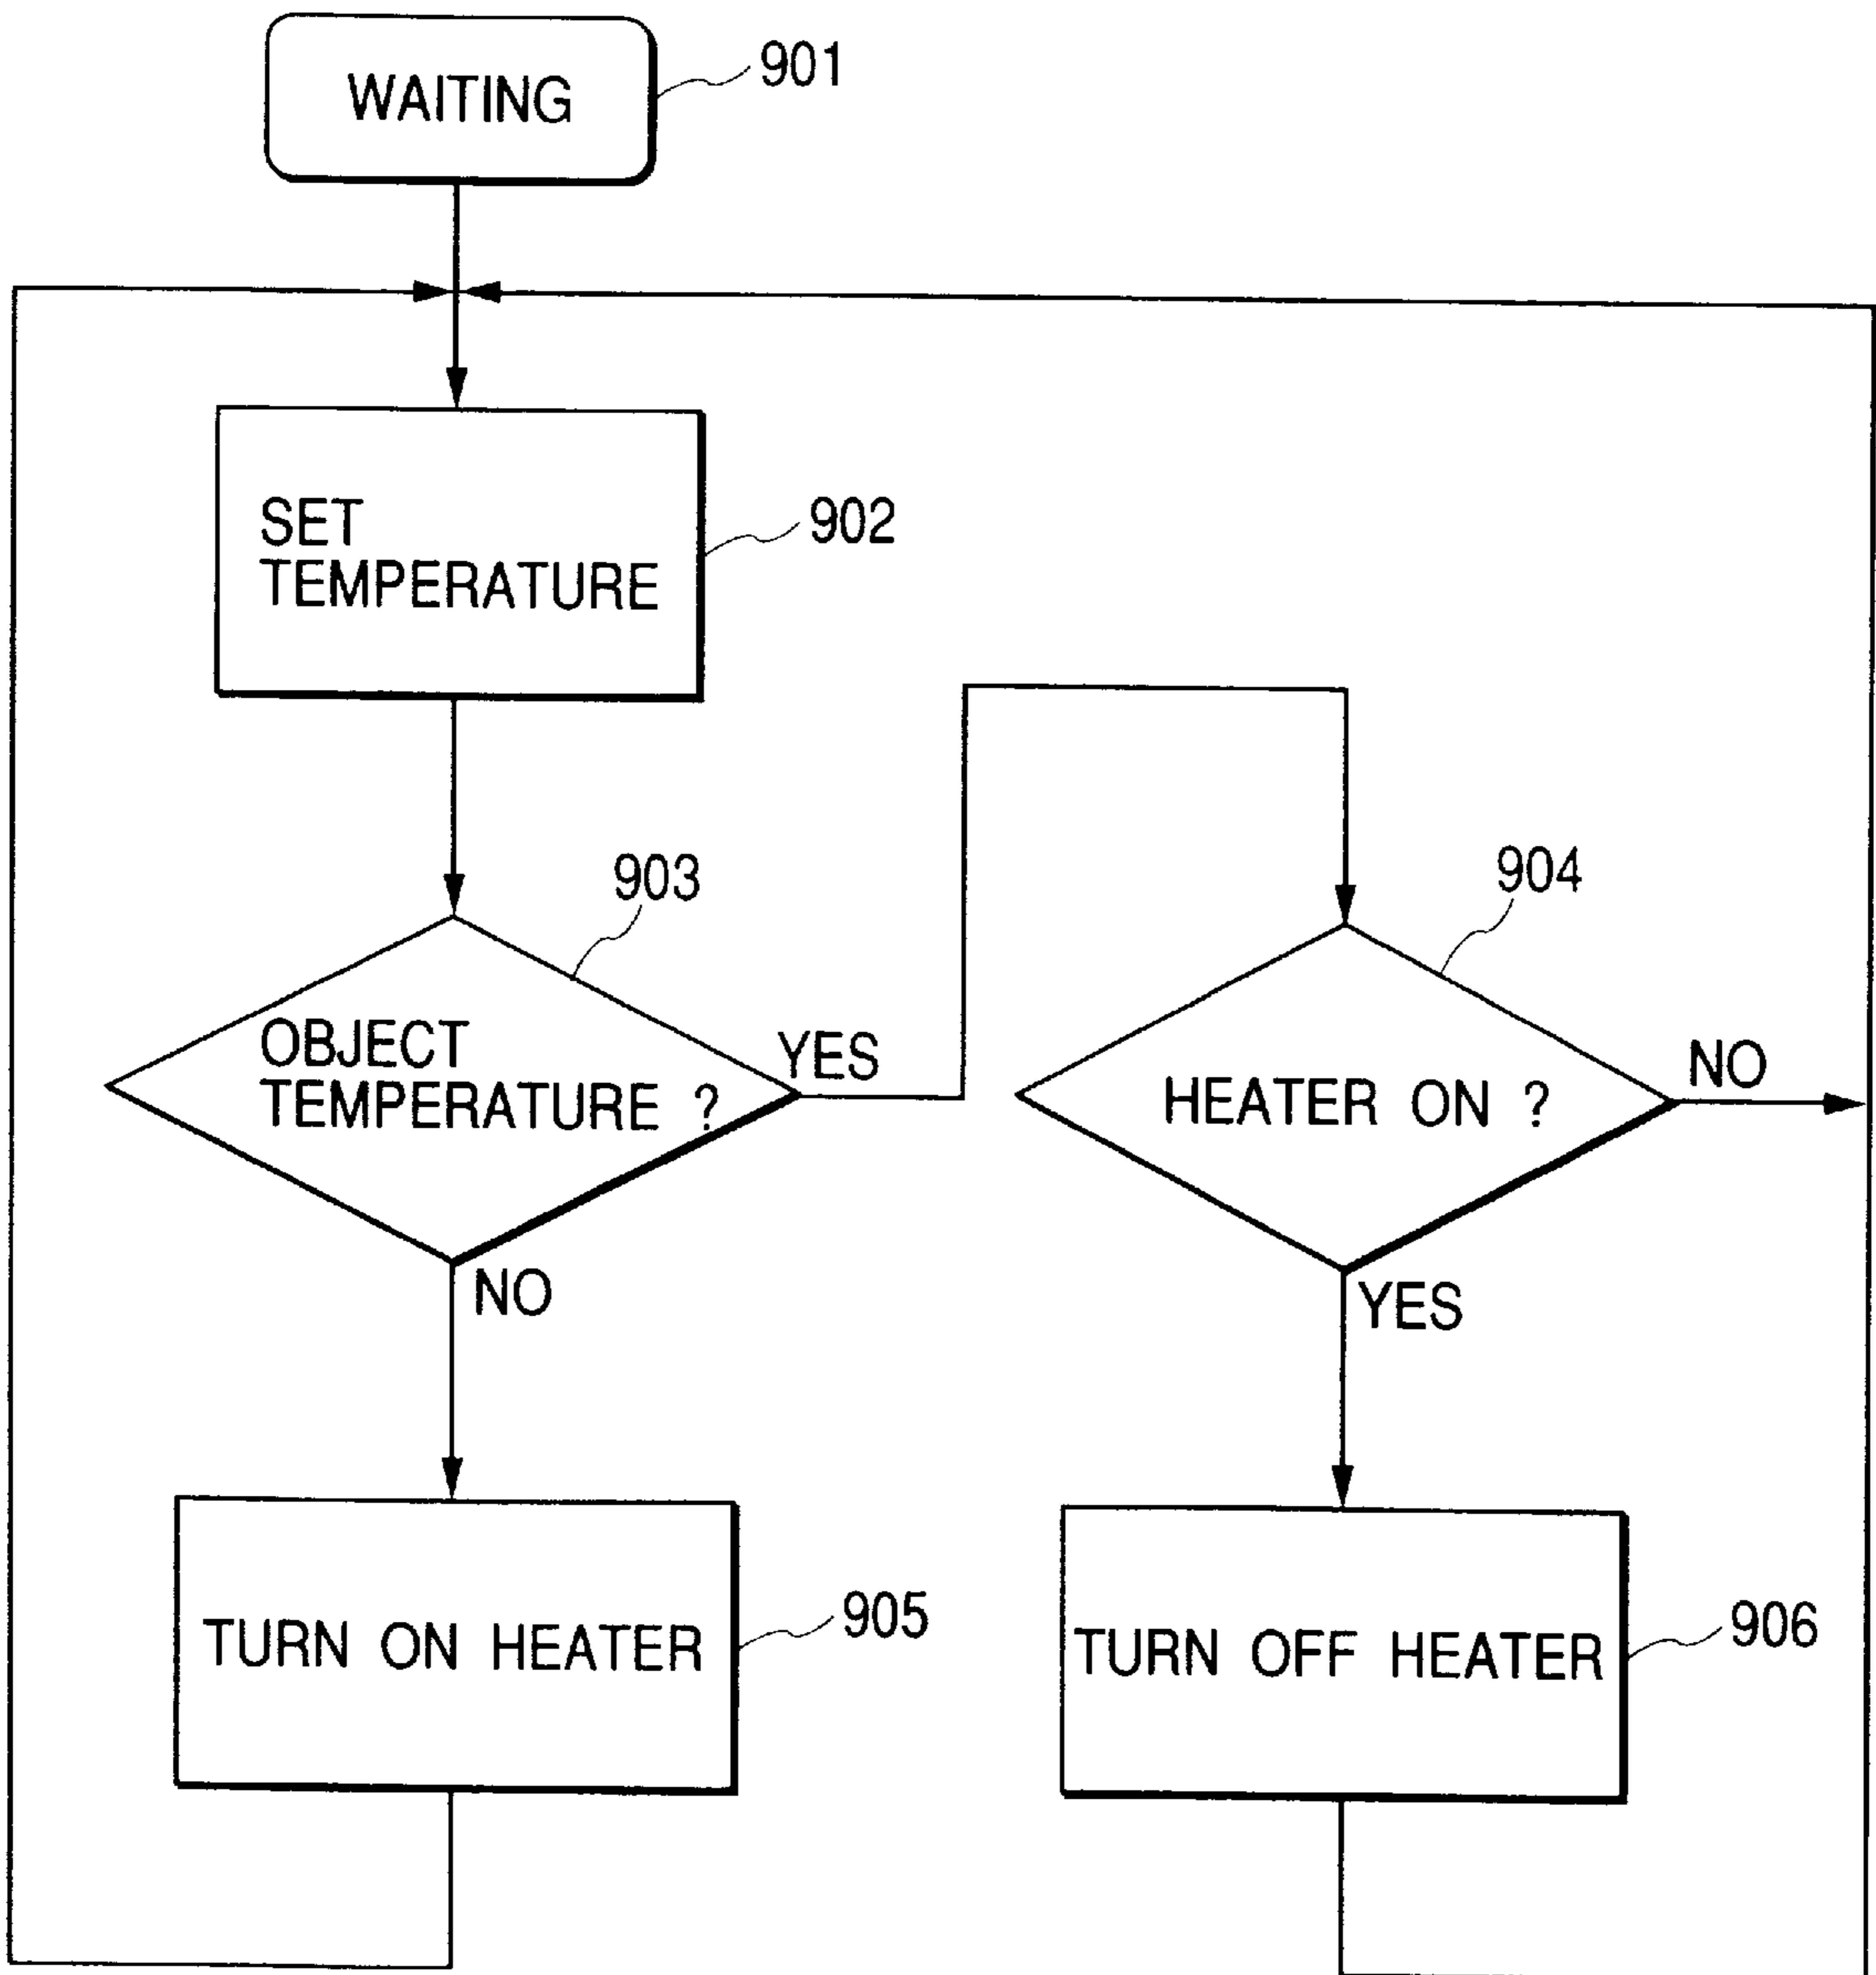 WAITING
901
SET
TEMPERATURE
902
903
OBJECT
TEMPERATURE ?
YES
NO
904
HEATER ON ?
NO
YES
TURN ON HEATER
905
TURN OFF HEATER
906